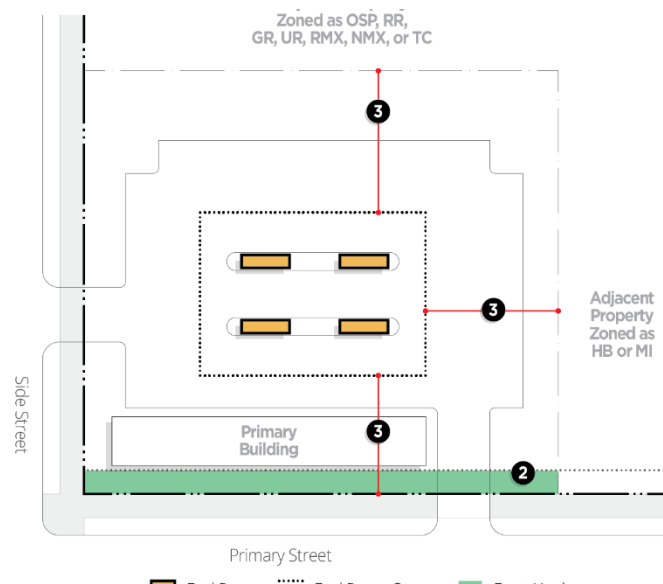 Zoned as OSP, RR,
GR, UR, RMX, NMX, or TC
3
3
Adjacent
Property
Zoned as
HB or MI
Side Street
3
Primary
Building
2
Primary Street